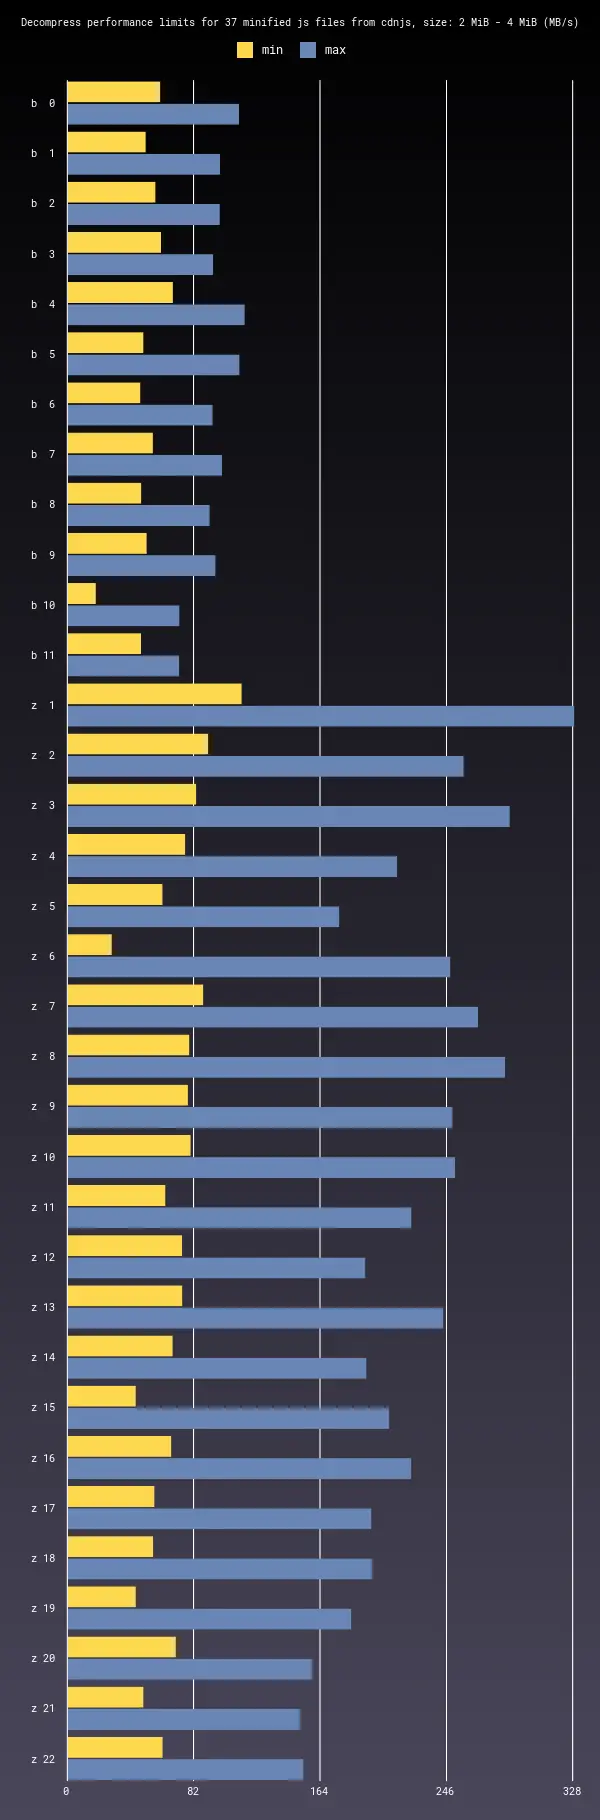 Decompress performance limits for 37 minified js files from cdnjs, size: 2 MiB - 4 MiB (MB/s)
min max
b 0
b 1
b 2
b 3
b 4
b 5
b 6
b 7
b 8
b 9
b 10
b 11
z 1
z 2
z 3
z 4
z 5
z 6
z 7
z 8
z 9
z 10
z 11
z 12
z 13
z 14
z 15
z 16
z 17
z 18
z 19
z 20
z 21
z 22
0 82 164 246 328